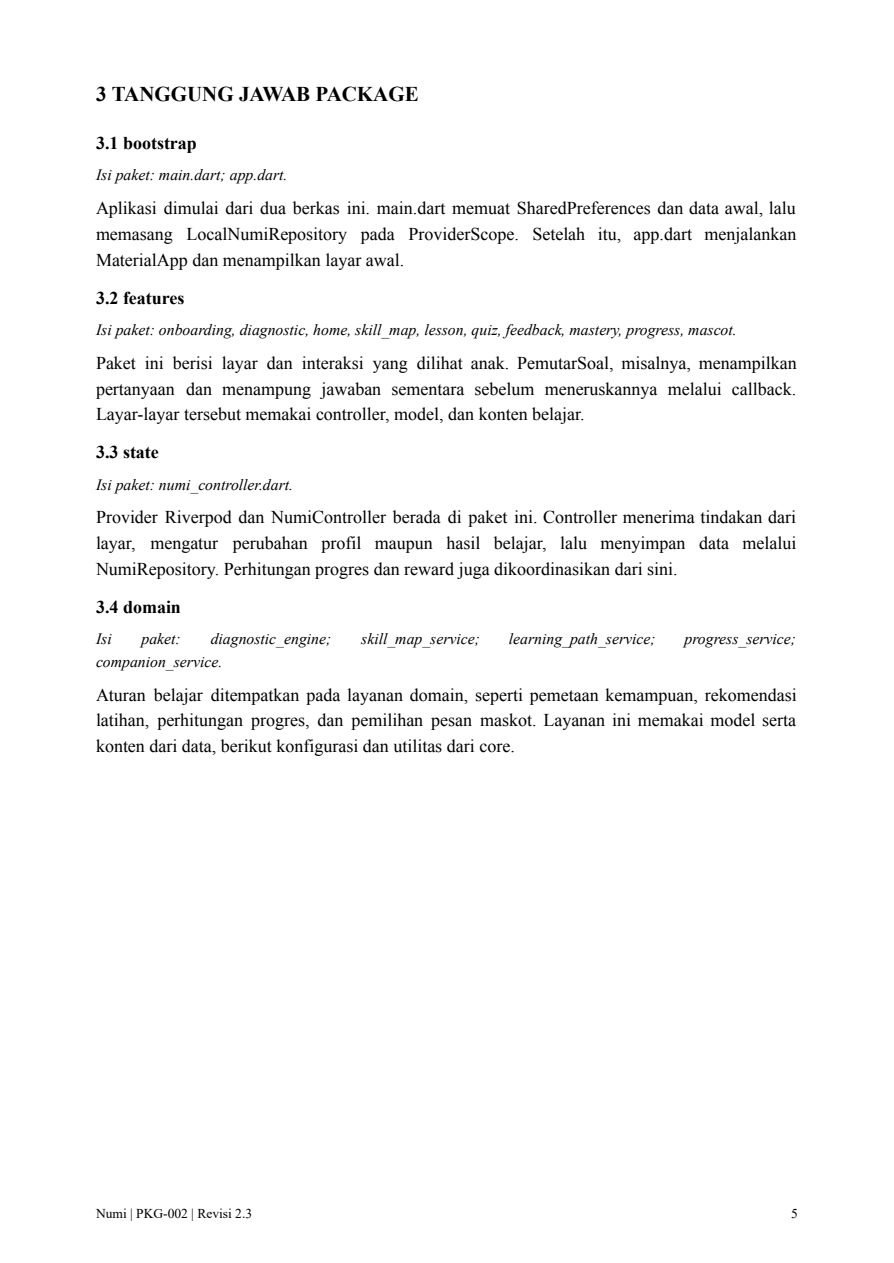 3 TANGGUNG JAWAB PACKAGE
3.1 bootstrap
Isi paket: main.dart; app.dart.
Aplikasi dimulai dari dua berkas ini. main.dart memuat SharedPreferences dan data awal, lalu
memasang LocalNumiRepository pada ProviderScope. Setelah itu, app.dart menjalankan
MaterialApp dan menampilkan layar awal.
3.2 features
Isi paket: onboarding, diagnostic, home, skill_map, lesson, quiz, feedback, mastery, progress, mascot.
Paket ini berisi layar dan interaksi yang dilihat anak. PemutarSoal, misalnya, menampilkan
pertanyaan dan menampung jawaban sementara sebelum meneruskannya melalui callback.
Layar-layar tersebut memakai controller, model, dan konten belajar.
3.3 state
Isi paket: numi_controller.dart.
Provider Riverpod dan NumiController berada di paket ini. Controller menerima tindakan dari
layar, mengatur perubahan profil maupun hasil belajar, lalu menyimpan data melalui
NumiRepository. Perhitungan progres dan reward juga dikoordinasikan dari sini.
3.4 domain
Isi paket: diagnostic_engine; skill_map_service; learning_path_service; progress_service;
companion_service.
Aturan belajar ditempatkan pada layanan domain, seperti pemetaan kemampuan, rekomendasi
latihan, perhitungan progres, dan pemilihan pesan maskot. Layanan ini memakai model serta
konten dari data, berikut konfigurasi dan utilitas dari core.
Numi | PKG-002 | Revisi 2.3 5